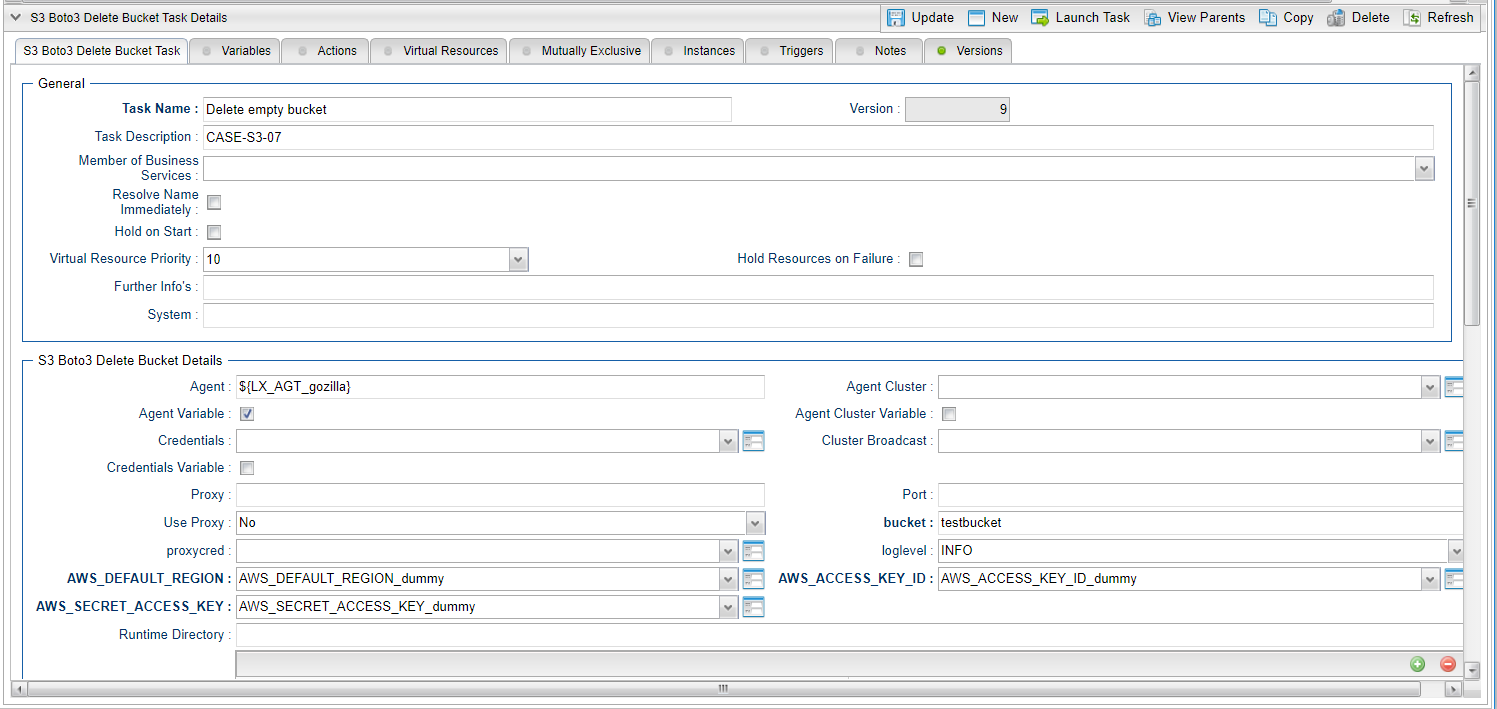 S3 Boto3 Delete Bucket Task Details
Update New Launch Task View Parents Copy Delete Refresh
S3 Boto3 Delete Bucket Task Variables Actions Virtual Resources Mutually Exclusive Instances Triggers Notes Versions
General
Task Name : Delete empty bucket Version : 9
Task Description : CASE-S3-07
Member of Business
Services :
Resolve Name
Immediately :
Hold on Start :
Virtual Resource Priority : 10 Hold Resources on Failure :
Further Info's :
System :
S3 Boto3 Delete Bucket Details
Agent : ${LX_AGT_gozilla} Agent Cluster :
Agent Variable : Agent Cluster Variable :
Credentials : Cluster Broadcast :
Credentials Variable :
Proxy : Port :
Use Proxy : No bucket : testbucket
proxycred : loglevel : INFO
AWS_DEFAULT_REGION : AWS_DEFAULT_REGION_dummy AWS_ACCESS_KEY_ID : AWS_ACCESS_KEY_ID_dummy
AWS_SECRET_ACCESS_KEY : AWS_SECRET_ACCESS_KEY_dummy
Runtime Directory :